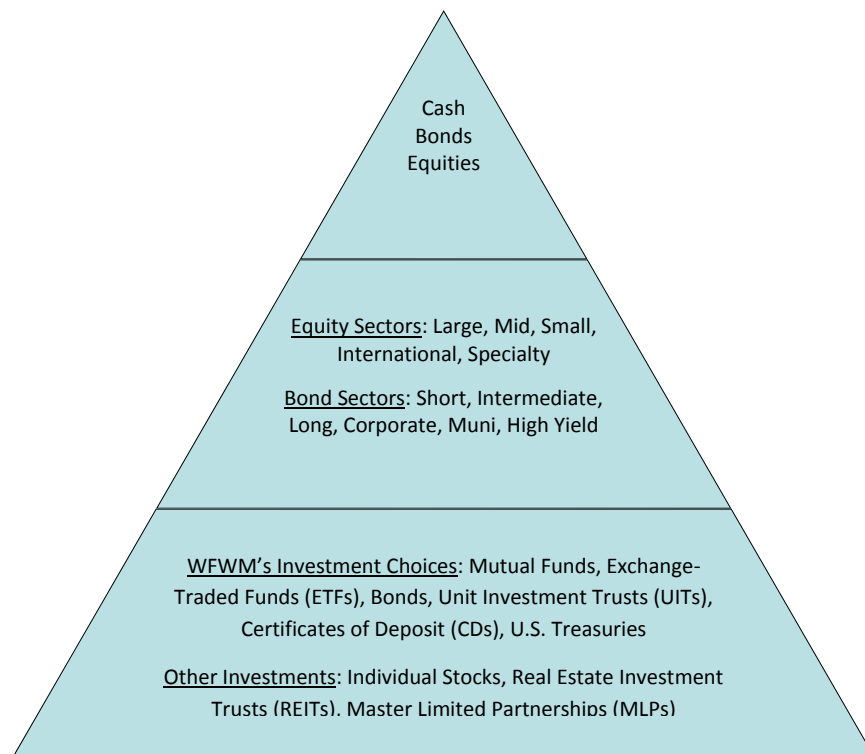 Cash
Bonds
Equities
Equity Sectors: Large, Mid, Small,
International, Specialty
Bond Sectors: Short, Intermediate,
Long, Corporate, Muni, High Yield
WFWM’s Investment Choices: Mutual Funds, Exchange-
Traded Funds (ETFs), Bonds, Unit Investment Trusts (UITs),
Certificates of Deposit (CDs), U.S. Treasuries
Other Investments: Individual Stocks, Real Estate Investment
Trusts (REITs), Master Limited Partnerships (MLPs)